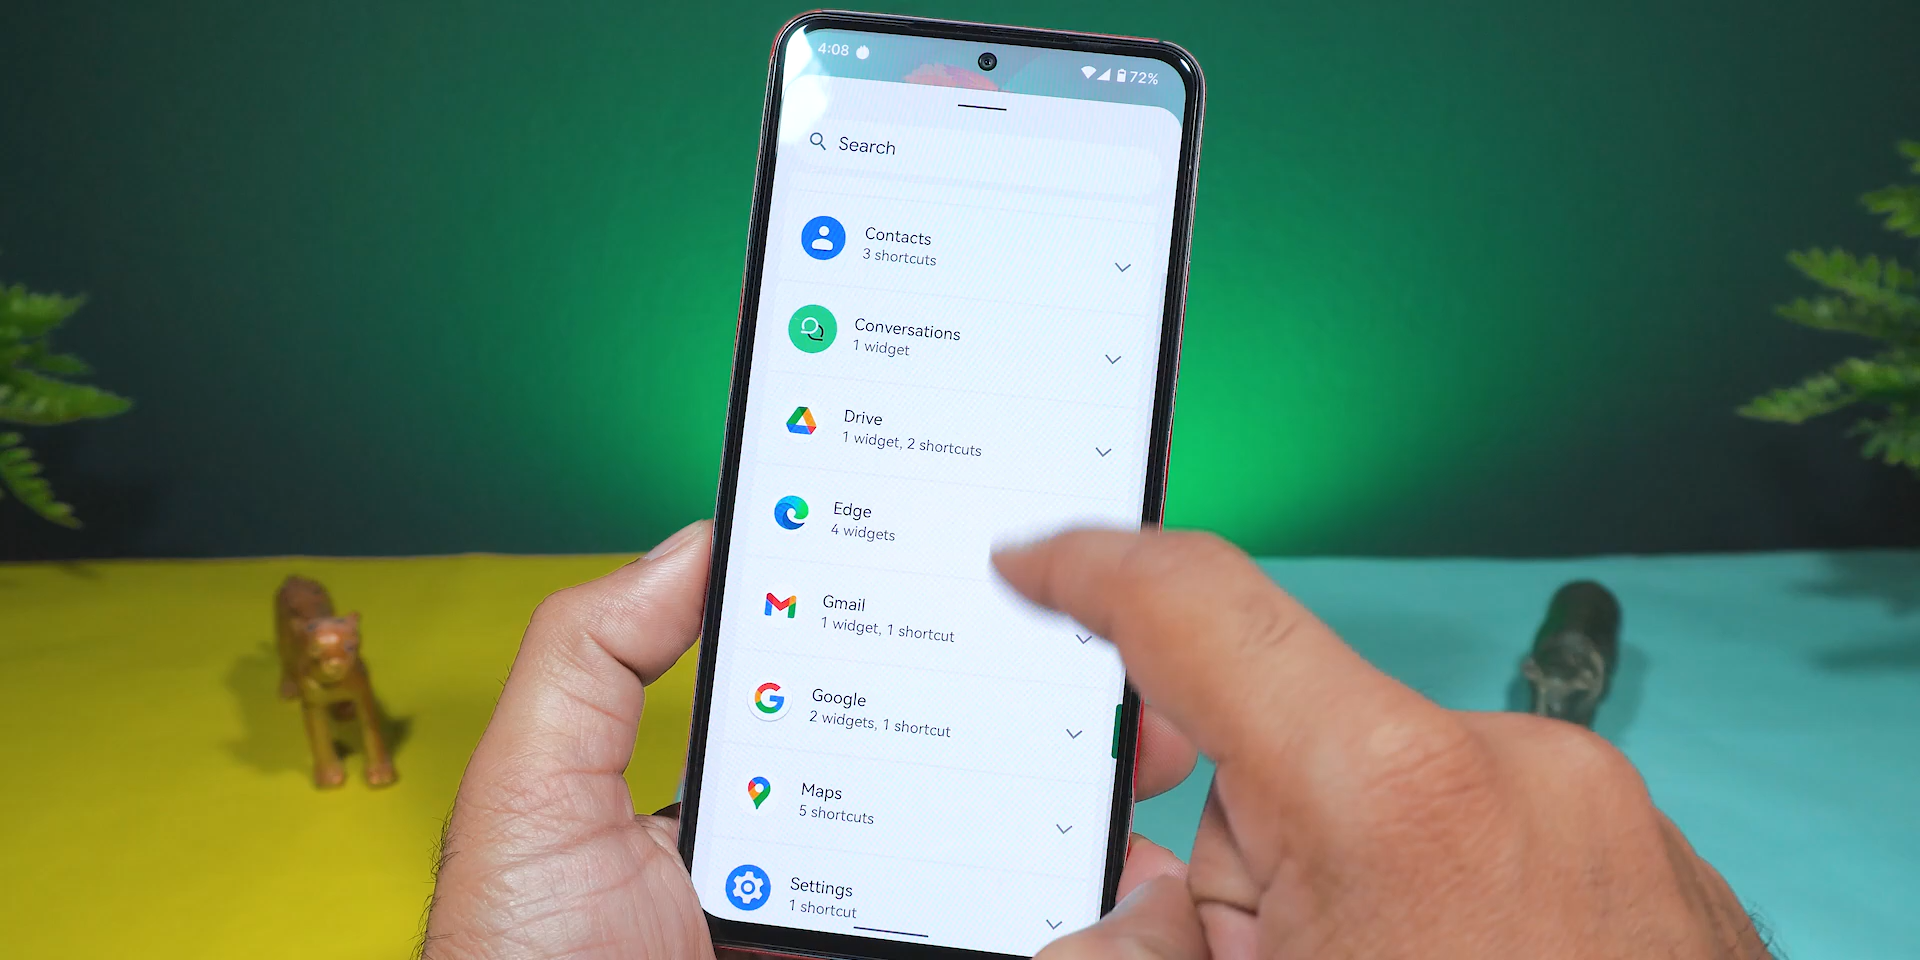 4:08
72%
Search
Contacts
3 shortcuts
Conversations
1 widget
Drive
1 widget, 2 shortcuts
Edge
4 widgets
Gmail
1 widget, 1 shortcut
Google
2 widgets, 1 shortcut
Maps
5 shortcuts
Settings
1 shortcut